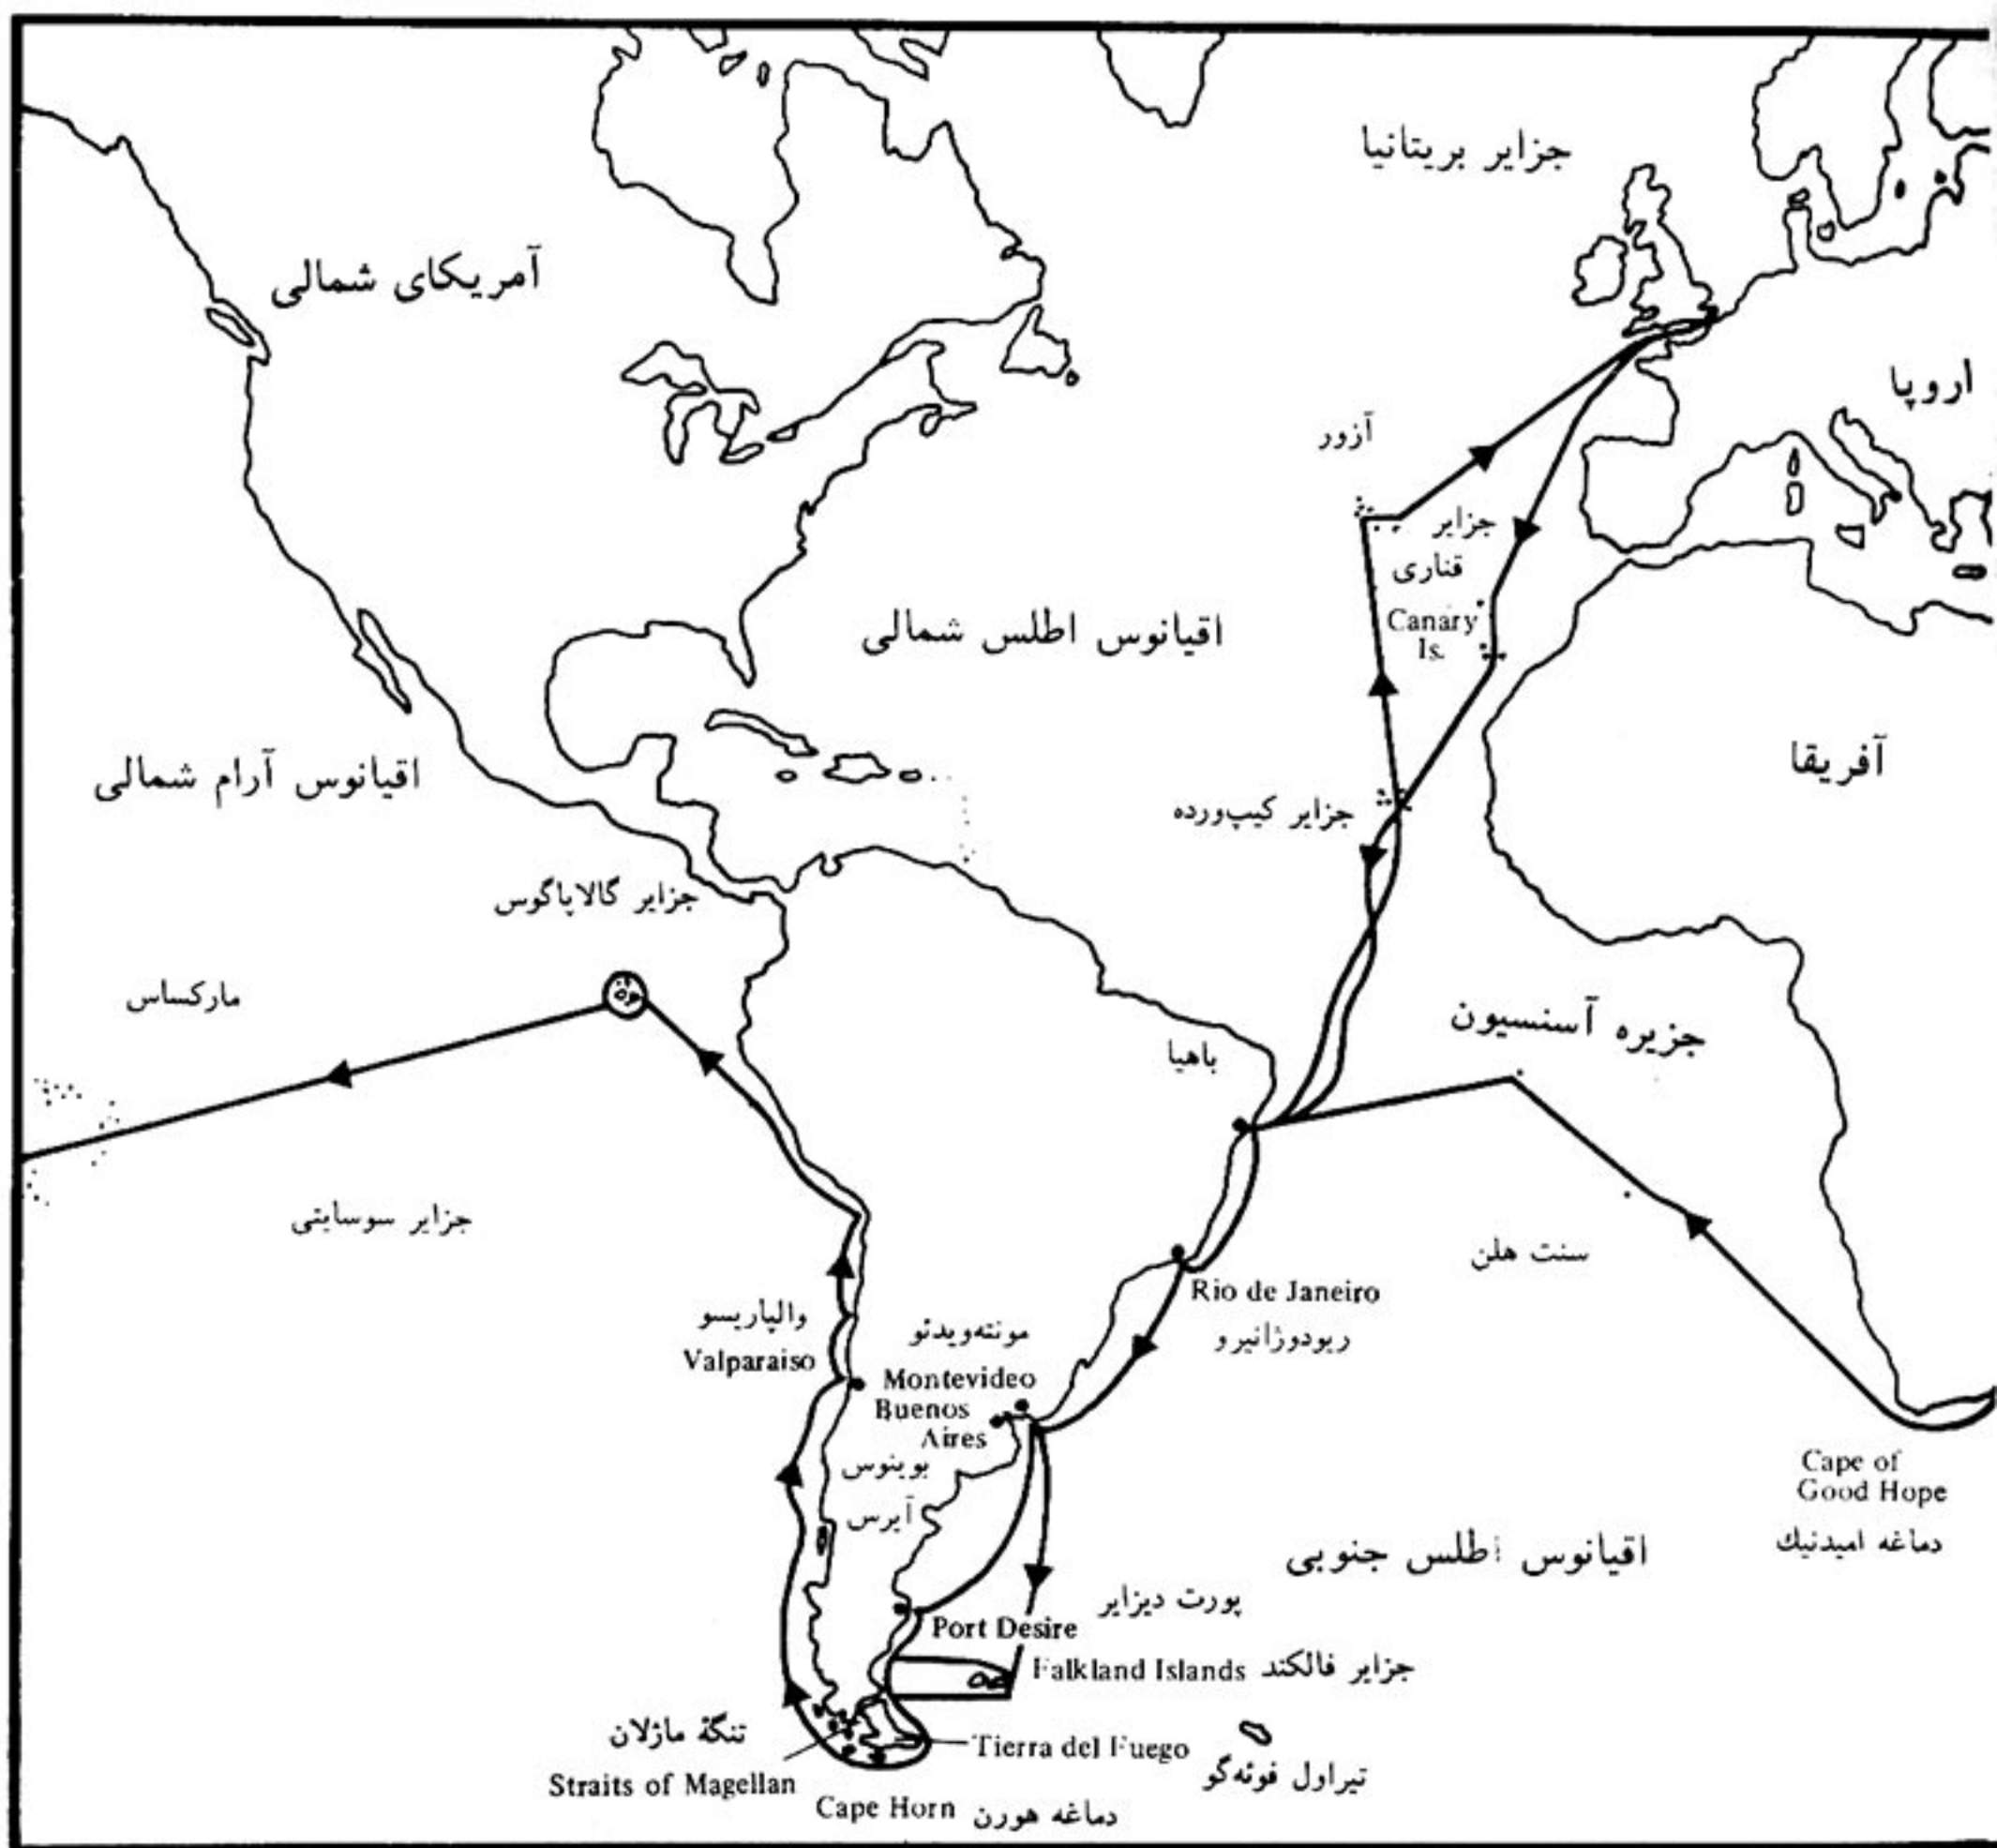 جزایر بریتانیا
آمریکای شمالی
اروپا
آزور
جزایر
قناری
Canary
Is.
اقیانوس اطلس شمالی
آفریقا
اقیانوس آرام شمالی
جزایر کیپ‌ورده
جزایر گالاپاگوس
مارکساس
جزیره آسنسیون
باهیا
جزایر سوسایتی
سنت هلن
Rio de Janeiro
ریودوژانیرو
والپاریسو
Valparaiso
مونته‌ویدئو
Montevideo
Buenos
Aires
بوینوس
آیرس
Cape of
Good Hope
دماغه امیدنیك
اقیانوس اطلس جنوبی
پورت دیزایر
Port Desire
Falkland Islands جزایر فالکند
تنگهٔ ماژلان
Straits of Magellan
Tierra del Fuego
تیراول فوئه‌گو
Cape Horn دماغه هورن